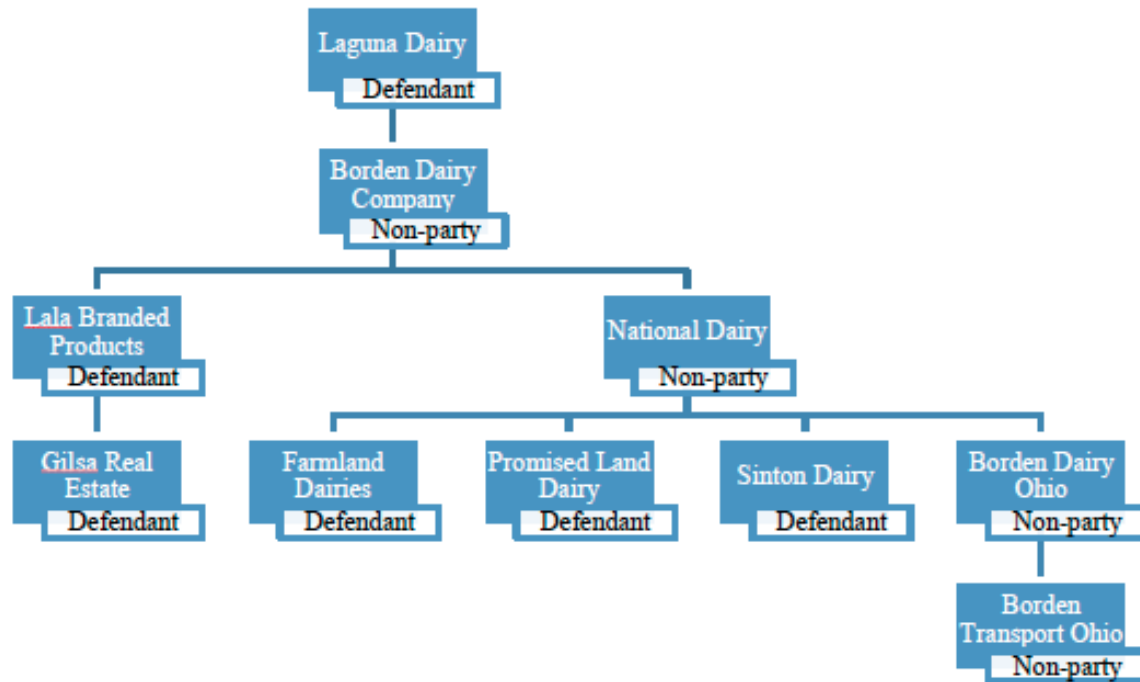 Laguna Dairy
Defendant
Borden Dairy
Company
Non-party
Lala Branded
Products
Defendant
National Dairy
Non-party
Gilsa Real
Estate
Defendant
Farmland
Dairies
Defendant
Promised Land
Dairy
Defendant
Sinton Dairy
Defendant
Borden Dairy
Ohio
Non-party
Borden
Transport Ohio
Non-party